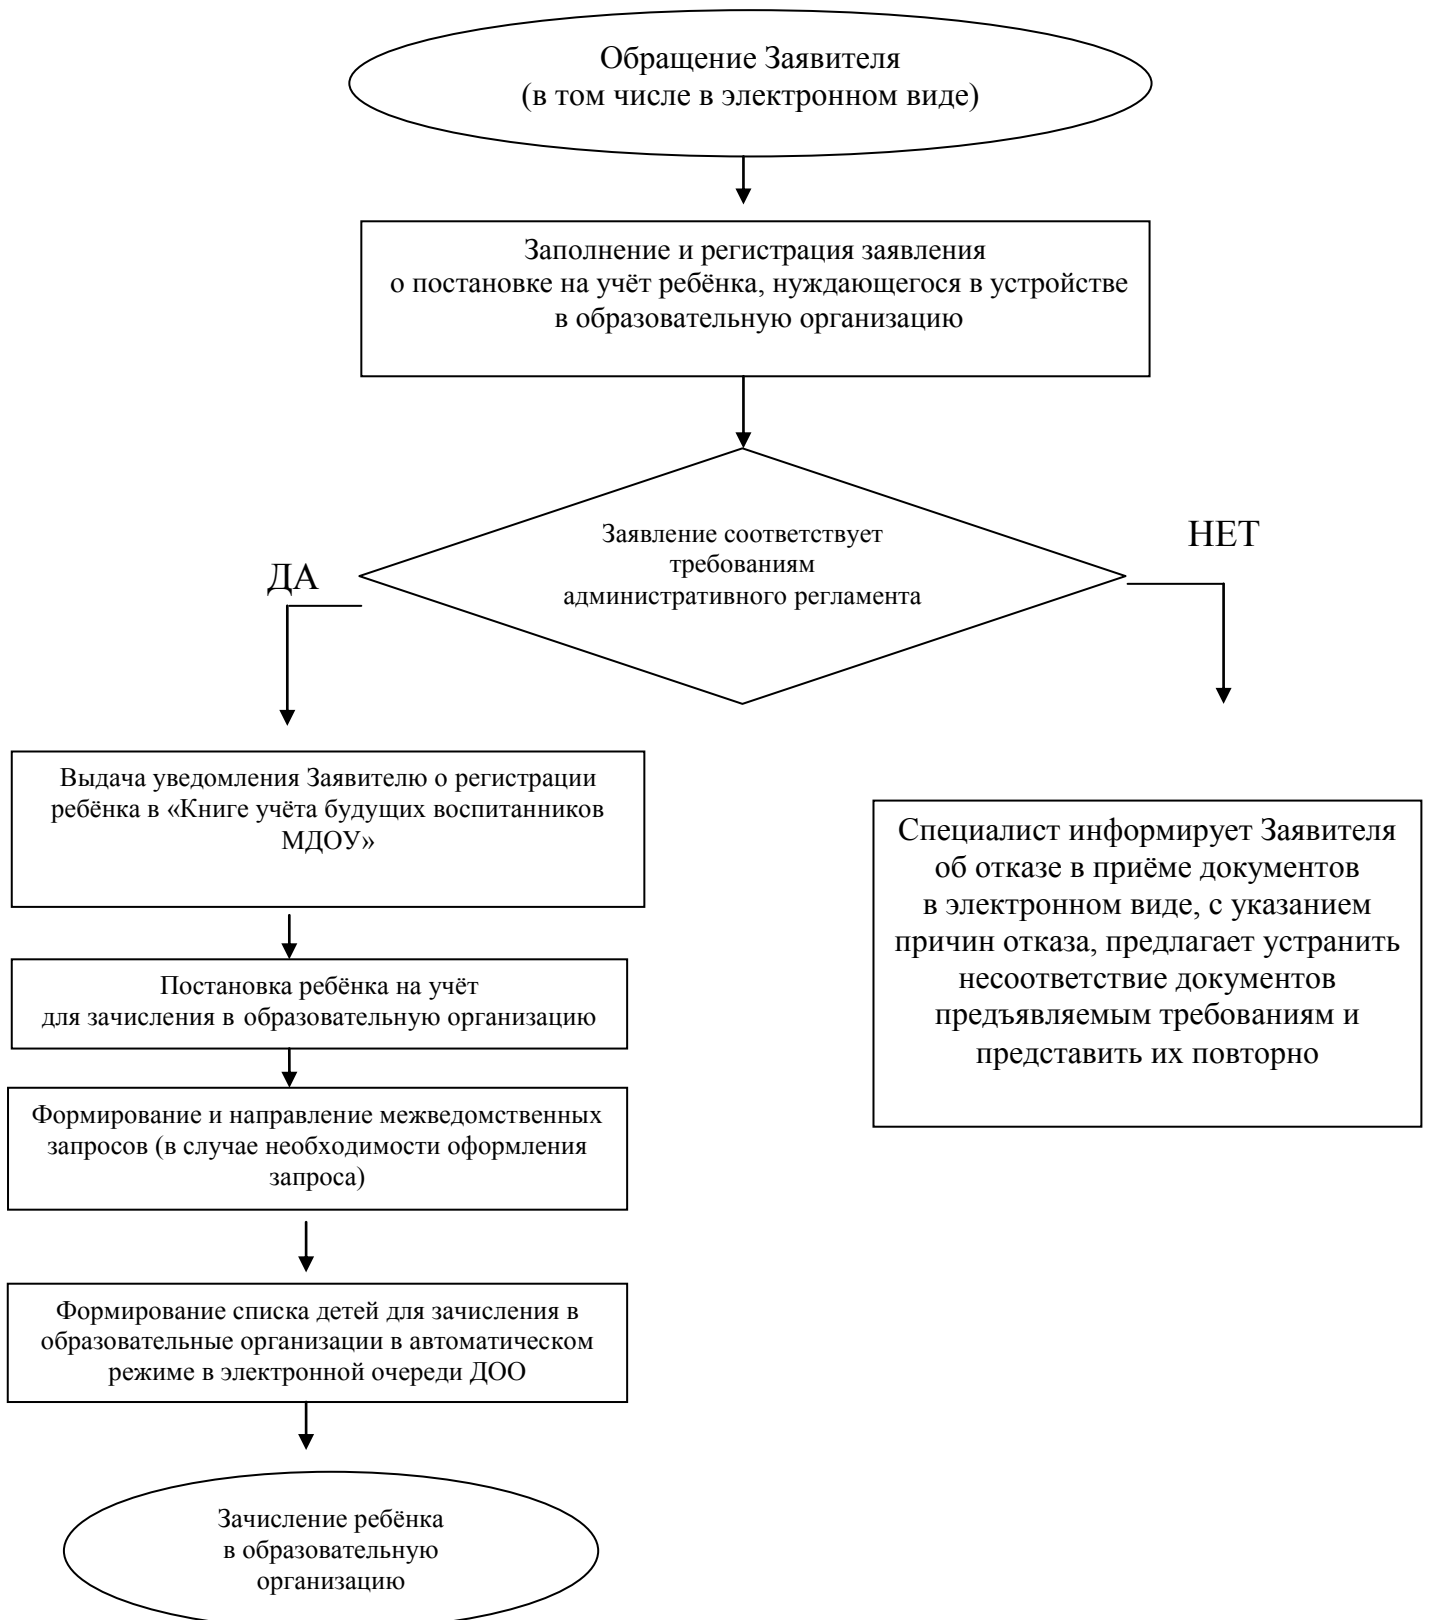 Обращение Заявителя
(в том числе в электронном виде)
Заполнение и регистрация заявления
о постановке на учёт ребёнка, нуждающегося в устройстве
в образовательную организацию
Заявление соответствует
требованиям
административного регламента
НЕТ
ДА
Выдача уведомления Заявителю о регистрации
ребёнка в «Книге учёта будущих воспитанников
МДОУ»
Специалист информирует Заявителя
об отказе в приёме документов
в электронном виде, с указанием
причин отказа, предлагает устранить
несоответствие документов
предъявляемым требованиям и
представить их повторно
Постановка ребёнка на учёт
для зачисления в образовательную организацию
Формирование и направление межведомственных
запросов (в случае необходимости оформления
запроса)
Формирование списка детей для зачисления в
образовательные организации в автоматическом
режиме в электронной очереди ДОО
Зачисление ребёнка
в образовательную
организацию